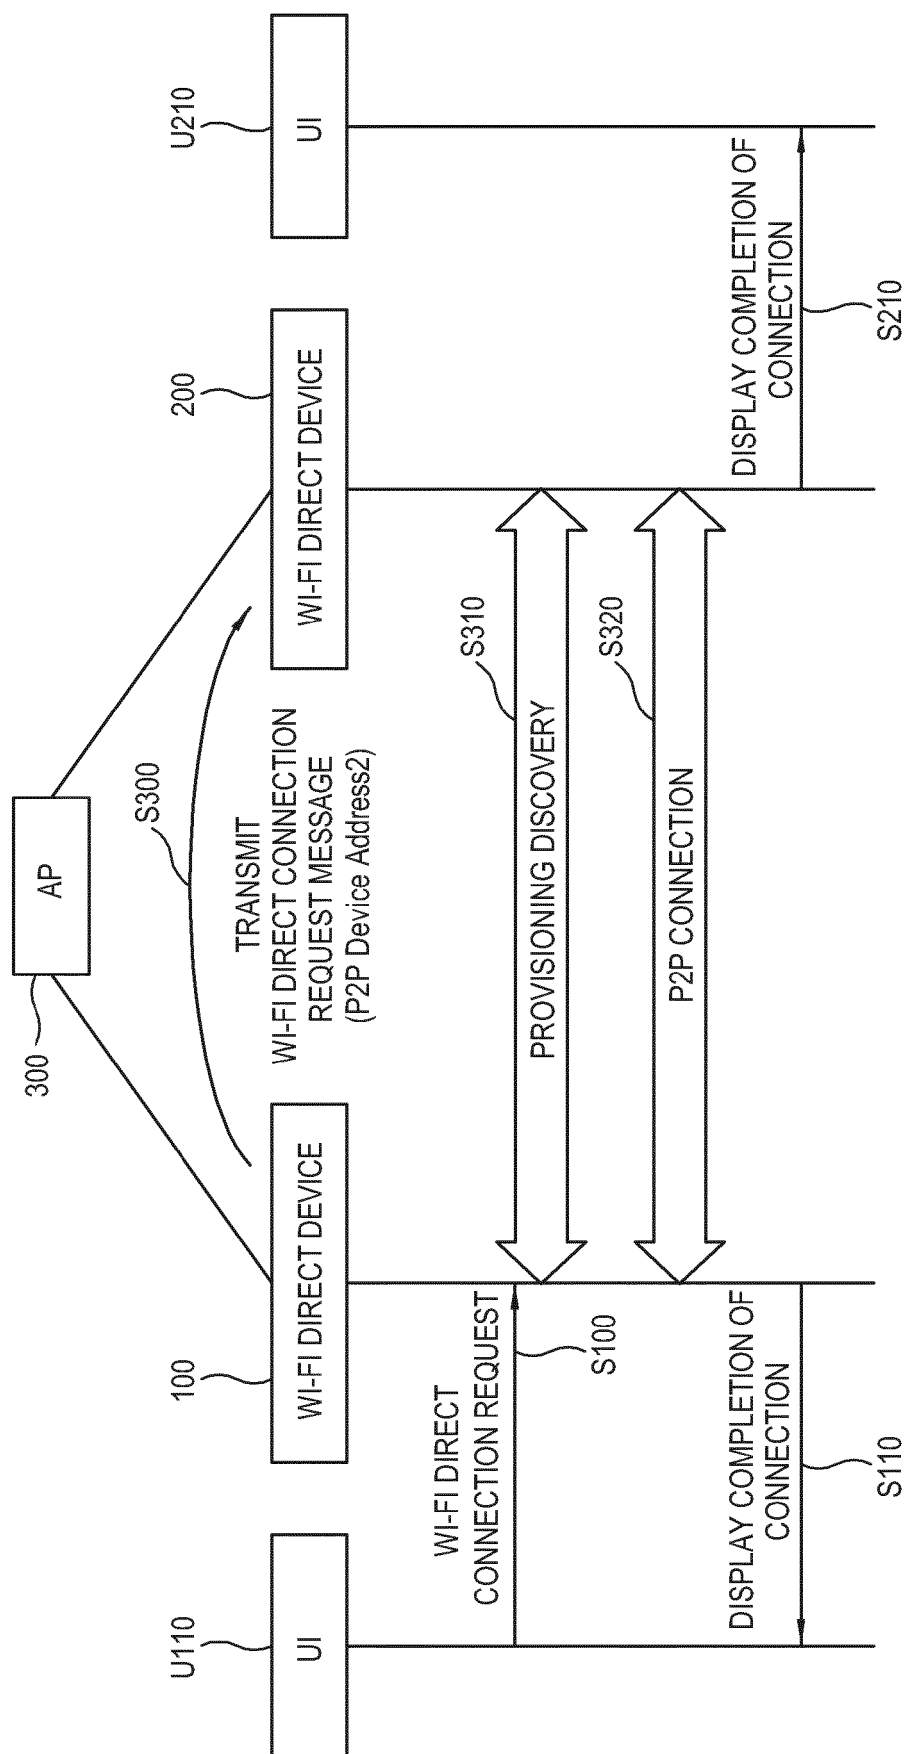 AP
300
S300
U110
100
200
U210
UI
WI-FI DIRECT DEVICE
TRANSMIT
WI-FI DIRECT CONNECTION
REQUEST MESSAGE
(P2P Device Address2)
WI-FI DIRECT DEVICE
UI
WI-FI DIRECT
CONNECTION REQUEST
S100
PROVISIONING DISCOVERY
S310
P2P CONNECTION
S320
DISPLAY COMPLETION OF
CONNECTION
S110
DISPLAY COMPLETION OF
CONNECTION
S210